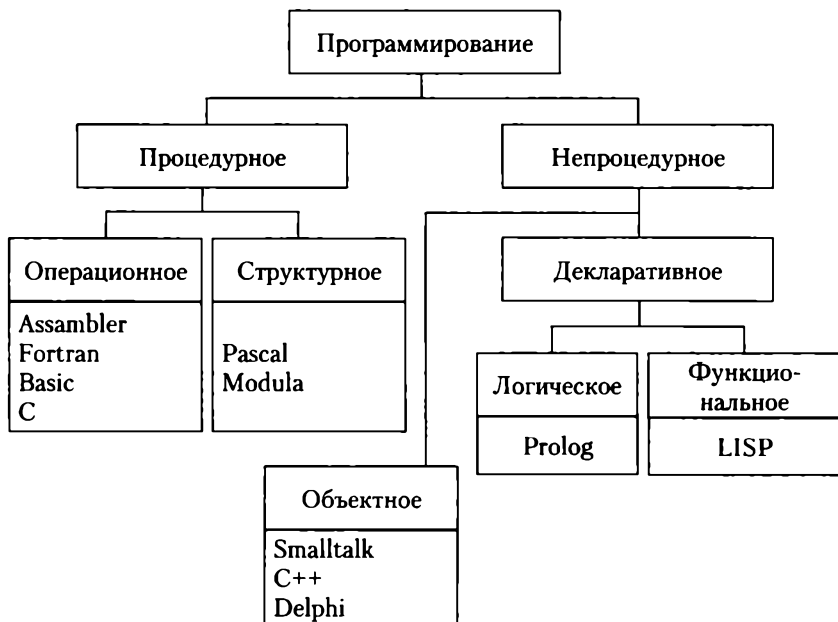 Программирование
Процедурное
Непроцедурное
Операционное
Структурное
Декларативное
Assambler
Fortran
Basic
C
Pascal
Modula
Логическое
Функцио-
нальное
Prolog
LISP
Объектное
Smalltalk
C++
Delphi